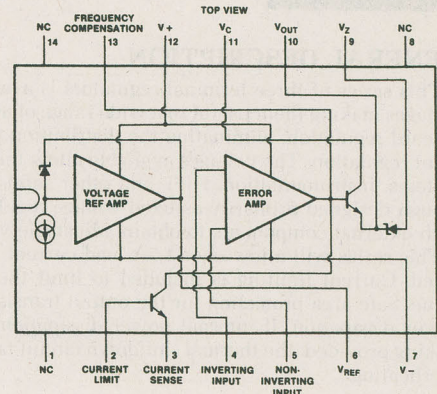 TOP VIEW
NC
FREQUENCY
COMPENSATION
V+
VC
VOUT
VZ
NC
14
13
12
11
10
9
8
VOLTAGE
REF AMP
ERROR
AMP
1
2
3
4
5
6
7
NC
CURRENT
LIMIT
CURRENT
SENSE
INVERTING
INPUT
NON-
INVERTING
INPUT
VREF
V−